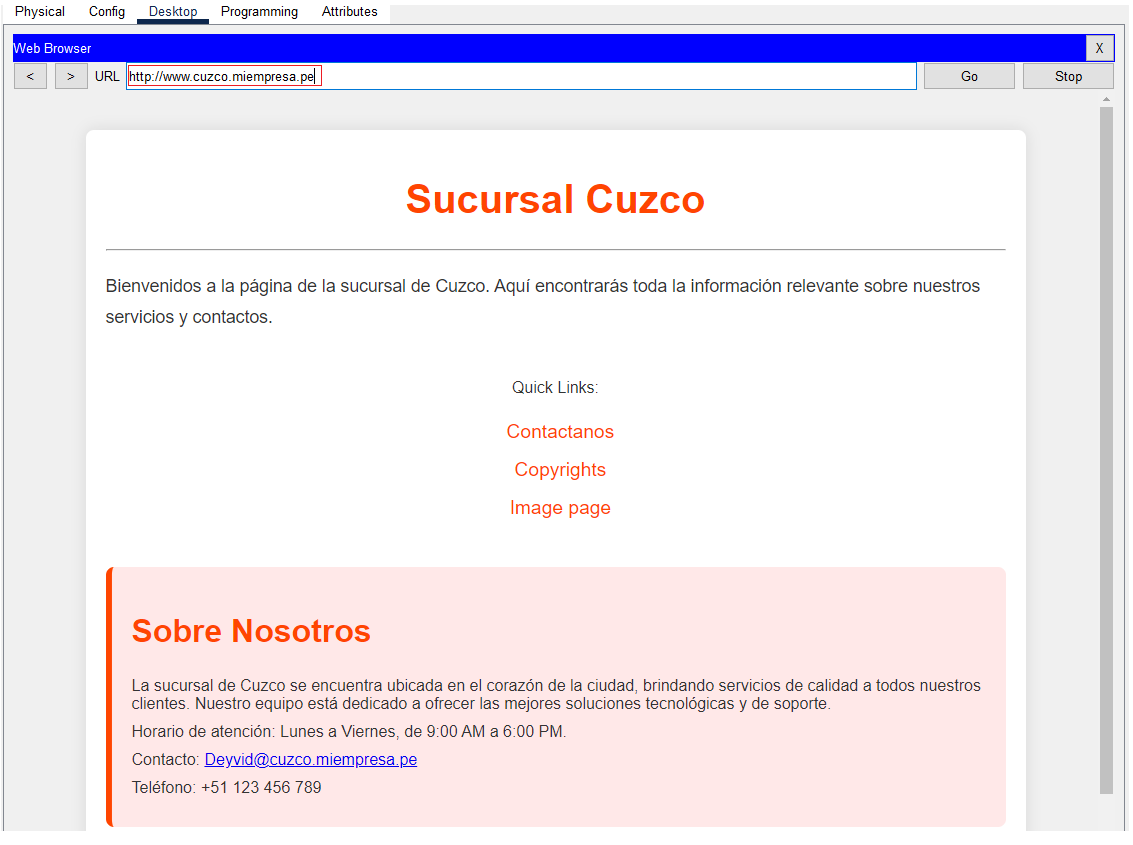 Physical Config Desktop Programming Attributes
Web Browser X
< > URL http://www.cuzco.miempresa.pe Go Stop
Sucursal Cuzco
Bienvenidos a la página de la sucursal de Cuzco. Aquí encontrarás toda la información relevante sobre nuestros
servicios y contactos.
Quick Links:
Contactanos
Copyrights
Image page
Sobre Nosotros
La sucursal de Cuzco se encuentra ubicada en el corazón de la ciudad, brindando servicios de calidad a todos nuestros
clientes. Nuestro equipo está dedicado a ofrecer las mejores soluciones tecnológicas y de soporte.
Horario de atención: Lunes a Viernes, de 9:00 AM a 6:00 PM.
Contacto: Deyvid@cuzco.miempresa.pe
Teléfono: +51 123 456 789